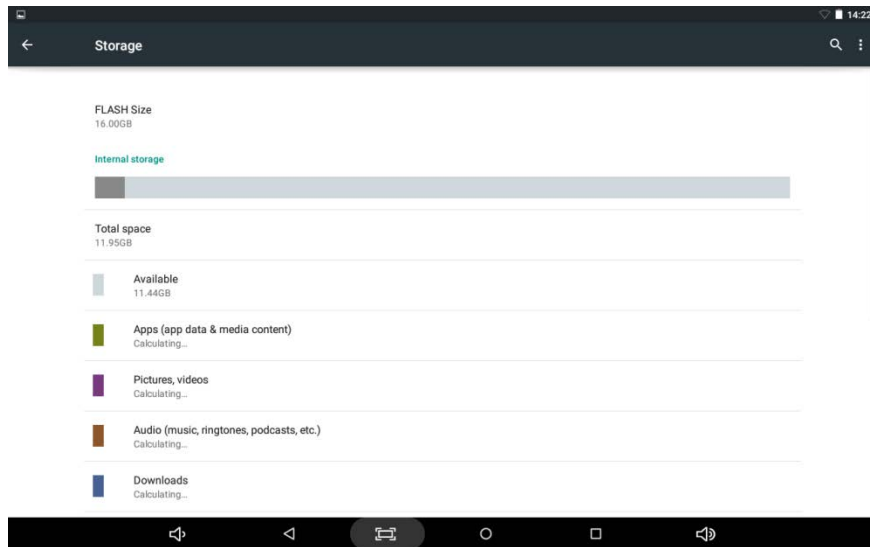 14:22
Storage
FLASH Size
16.00GB
Internal storage
Total space
11.95GB
Available
11.44GB
Apps (app data & media content)
Calculating...
Pictures, videos
Calculating...
Audio (music, ringtones, podcasts, etc.)
Calculating...
Downloads
Calculating...